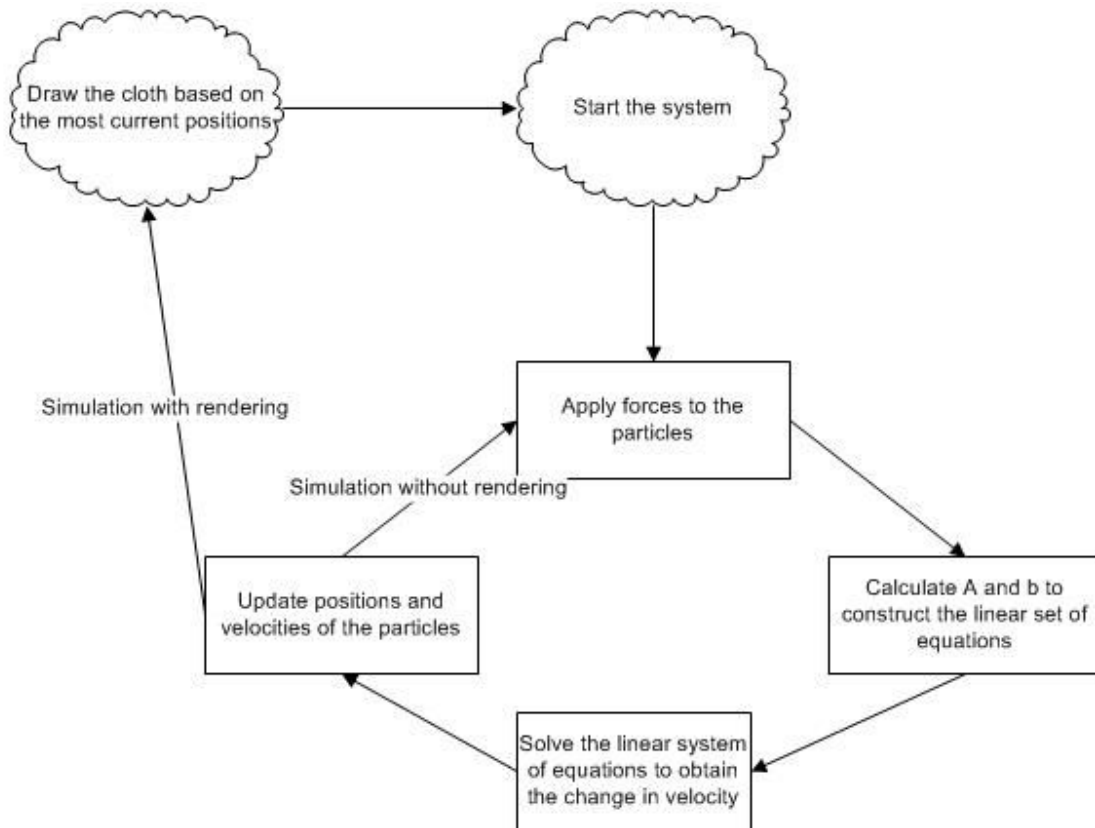 Draw the cloth based on
the most current positions
Start the system
Simulation with rendering
Apply forces to the
particles
Simulation without rendering
Update positions and
velocities of the particles
Calculate A and b to
construct the linear set of
equations
Solve the linear system
of equations to obtain
the change in velocity